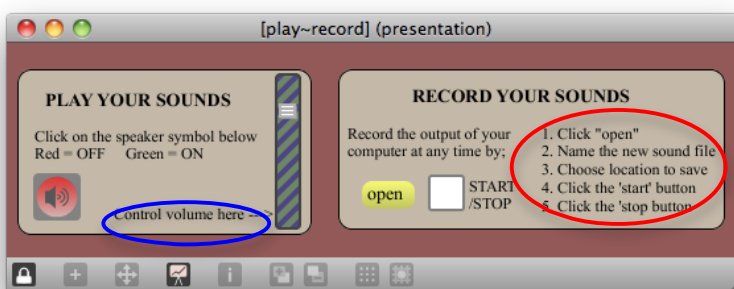 [play~record] (presentation)
PLAY YOUR SOUNDS
Click on the speaker symbol below
Red = OFF Green = ON
Control volume here -- >
RECORD YOUR SOUNDS
Record the output of your
computer at any time by;
open
START
/STOP
1. Click "open"
2. Name the new sound file
3. Choose location to save
4. Click the 'start' button
5. Click the 'stop button